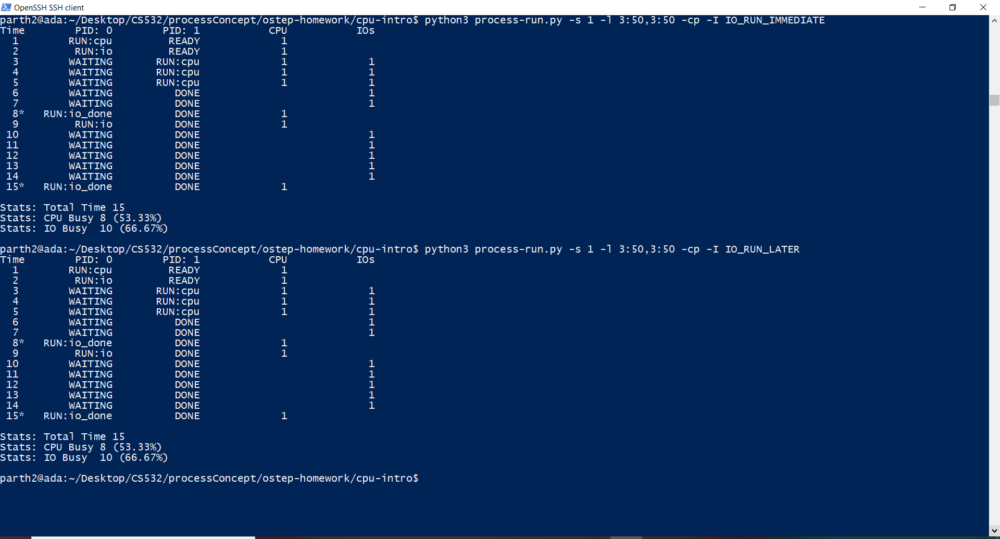 OpenSSH SSH client
parth2@ada:~/Desktop/CS532/processConcept/ostep-homework/cpu-intro$ python3 process-run.py -s 1 -l 3:50,3:50 -cp -I IO_RUN_IMMEDIATE
Time        PID: 0        PID: 1           CPU           IOs
  1        RUN:cpu         READY             1
  2         RUN:io         READY             1
  3        WAITING       RUN:cpu             1             1
  4        WAITING       RUN:cpu             1             1
  5        WAITING       RUN:cpu             1             1
  6        WAITING          DONE                           1
  7        WAITING          DONE                           1
  8*   RUN:io_done          DONE             1
  9         RUN:io          DONE             1
 10        WAITING          DONE                           1
 11        WAITING          DONE                           1
 12        WAITING          DONE                           1
 13        WAITING          DONE                           1
 14        WAITING          DONE                           1
 15*   RUN:io_done          DONE             1
Stats: Total Time 15
Stats: CPU Busy 8 (53.33%)
Stats: IO Busy  10 (66.67%)
parth2@ada:~/Desktop/CS532/processConcept/ostep-homework/cpu-intro$ python3 process-run.py -s 1 -l 3:50,3:50 -cp -I IO_RUN_LATER
Time        PID: 0        PID: 1           CPU           IOs
  1        RUN:cpu         READY             1
  2         RUN:io         READY             1
  3        WAITING       RUN:cpu             1             1
  4        WAITING       RUN:cpu             1             1
  5        WAITING       RUN:cpu             1             1
  6        WAITING          DONE                           1
  7        WAITING          DONE                           1
  8*   RUN:io_done          DONE             1
  9         RUN:io          DONE             1
 10        WAITING          DONE                           1
 11        WAITING          DONE                           1
 12        WAITING          DONE                           1
 13        WAITING          DONE                           1
 14        WAITING          DONE                           1
 15*   RUN:io_done          DONE             1
Stats: Total Time 15
Stats: CPU Busy 8 (53.33%)
Stats: IO Busy  10 (66.67%)
parth2@ada:~/Desktop/CS532/processConcept/ostep-homework/cpu-intro$